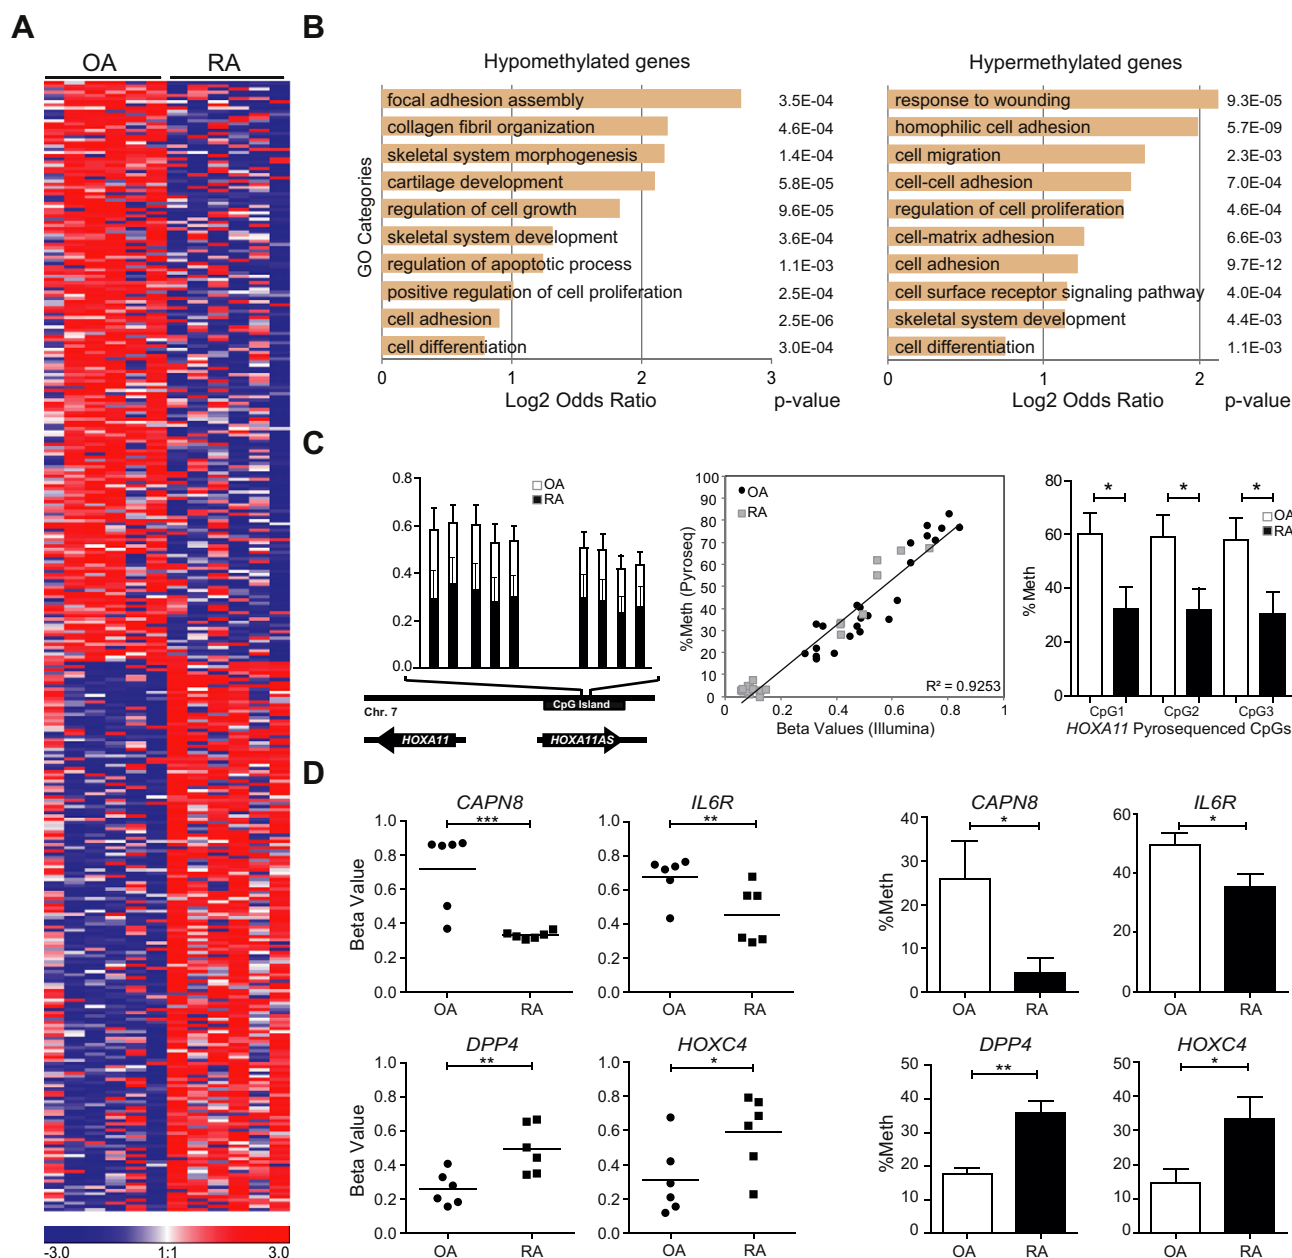 A
OA RA
-3.0 1:1 3.0
B
Hypomethylated genes
GO Categories
focal adhesion assembly 3.5E-04
collagen fibril organization 4.6E-04
skeletal system morphogenesis 1.4E-04
cartilage development 5.8E-05
regulation of cell growth 9.6E-05
skeletal system development 3.6E-04
regulation of apoptotic process 1.1E-03
positive regulation of cell proliferation 2.5E-04
cell adhesion 2.5E-06
cell differentiation 3.0E-04
0 1 2 3
Log2 Odds Ratio p-value
Hypermethylated genes
response to wounding 9.3E-05
homophilic cell adhesion 5.7E-09
cell migration 2.3E-03
cell-cell adhesion 7.0E-04
regulation of cell proliferation 4.6E-04
cell-matrix adhesion 6.6E-03
cell adhesion 9.7E-12
cell surface receptor signaling pathway 4.0E-04
skeletal system development 4.4E-03
cell differentiation 1.1E-03
0 1 2
Log2 Odds Ratio p-value
C
0.8
0.6
0.4
0.2
0.0
OA
RA
CpG Island
Chr. 7
HOXA11 HOXA11AS
%Meth (Pyroseq)
100
90
80
70
60
50
40
30
20
10
0
OA
RA
R² = 0.9253
0 0.2 0.4 0.6 0.8 1
Beta Values (Illumina)
% Meth
80
60
40
20
0
* * *
OA
RA
CpG1 CpG2 CpG3
HOXA11 Pyrosequenced CpGs
D
CAPN8
***
Beta Value
1.0
0.8
0.6
0.4
0.2
0.0
OA RA
IL6R
**
1.0
0.8
0.6
0.4
0.2
0.0
OA RA
CAPN8
*
%Meth
40
30
20
10
0
OA RA
IL6R
*
60
40
20
0
OA RA
DPP4
**
Beta Value
1.0
0.8
0.6
0.4
0.2
0.0
OA RA
HOXC4
*
1.0
0.8
0.6
0.4
0.2
0.0
OA RA
DPP4
**
%Meth
50
40
30
20
10
0
OA RA
HOXC4
*
50
40
30
20
10
0
OA RA